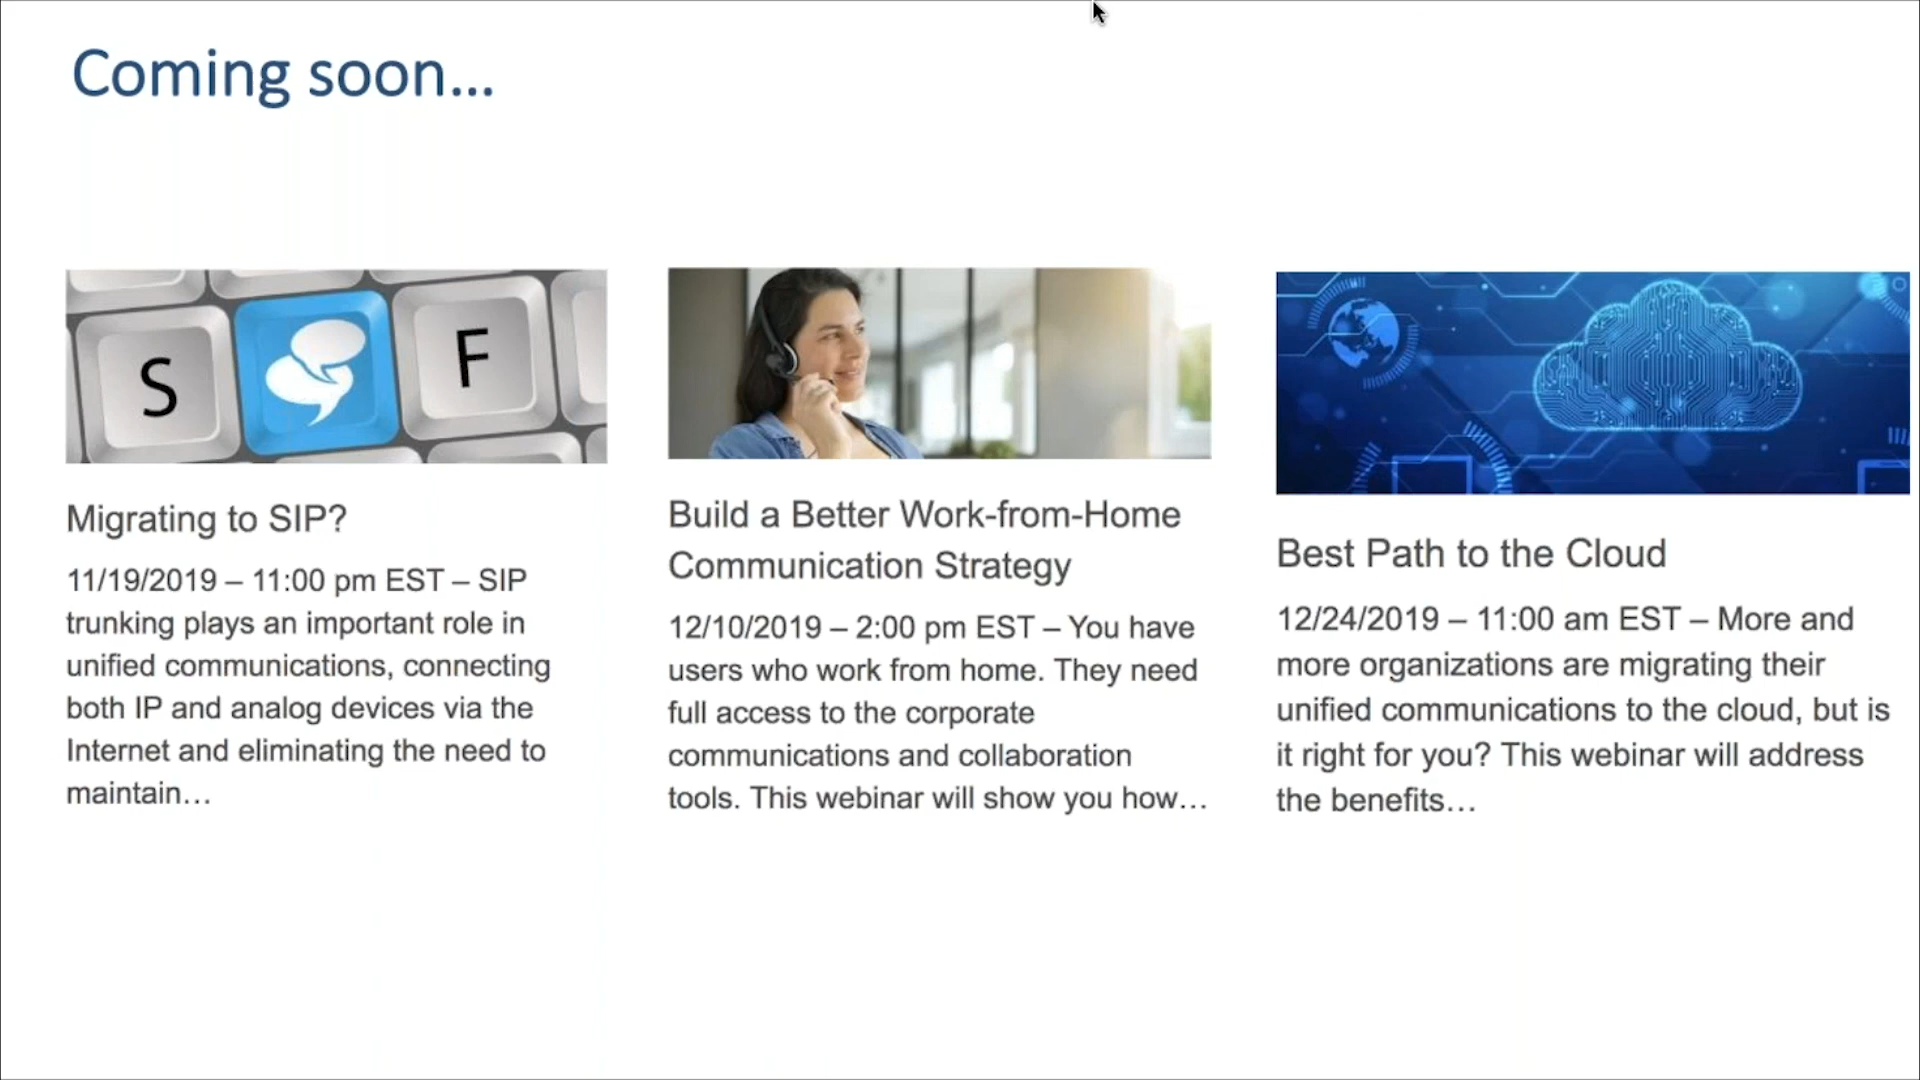 Coming soon...
S
F
Migrating to SIP?
11/19/2019 – 11:00 pm EST – SIP
trunking plays an important role in
unified communications, connecting
both IP and analog devices via the
Internet and eliminating the need to
maintain…
Build a Better Work-from-Home
Communication Strategy
12/10/2019 – 2:00 pm EST – You have
users who work from home. They need
full access to the corporate
communications and collaboration
tools. This webinar will show you how…
Best Path to the Cloud
12/24/2019 – 11:00 am EST – More and
more organizations are migrating their
unified communications to the cloud, but is
it right for you? This webinar will address
the benefits…